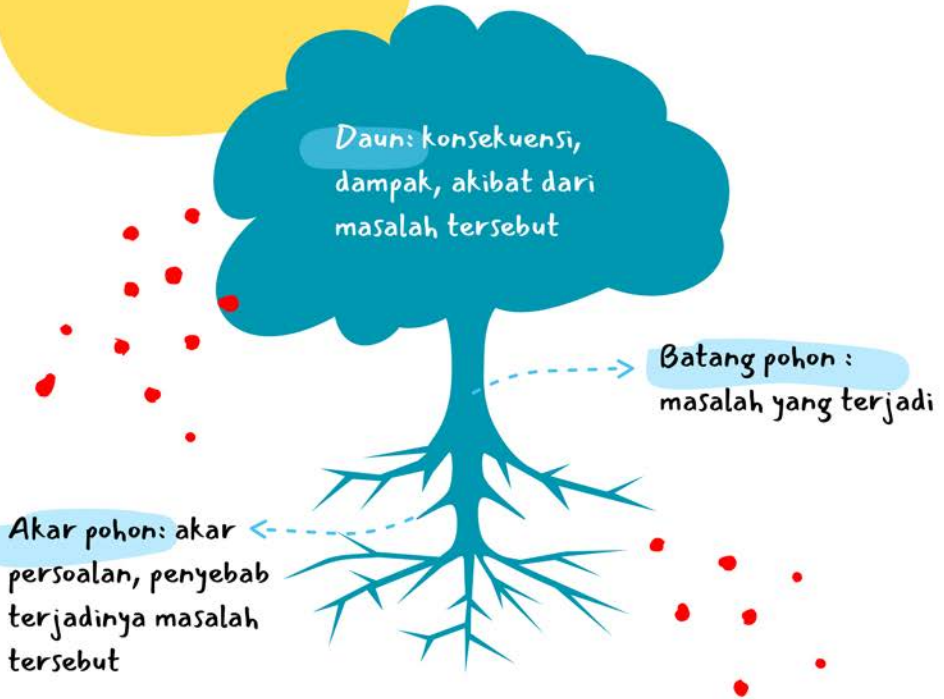 Daun: konsekuensi,
dampak, akibat dari
masalah tersebut
Batang pohon :
masalah yang terjadi
Akar pohon: akar
persoalan, penyebab
terjadinya masalah
tersebut